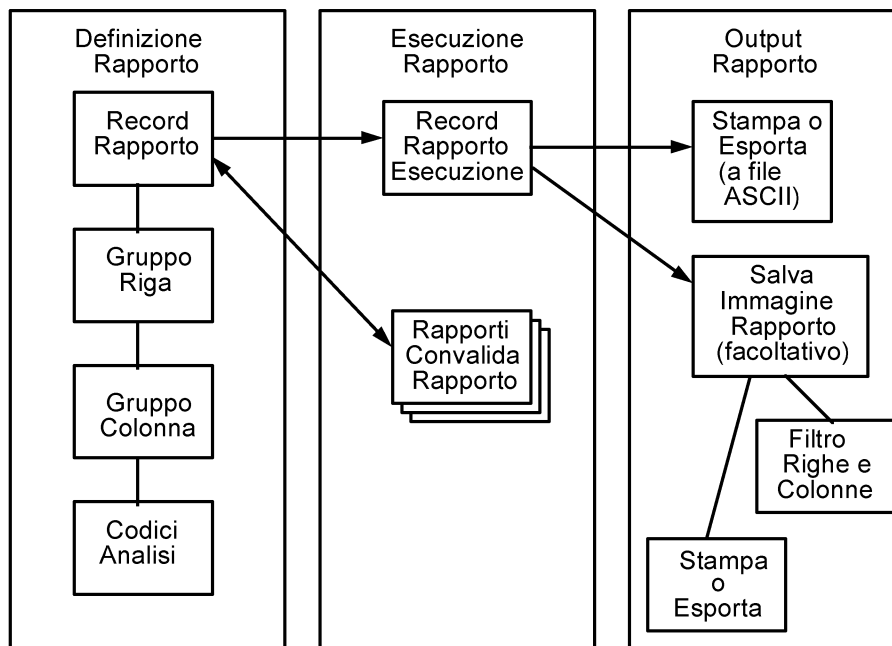 Definizione
Rapporto
Record
Rapporto
Gruppo
Riga
Gruppo
Colonna
Codici
Analisi
Esecuzione
Rapporto
Record
Rapporto
Esecuzione
Rapporti
Convalida
Rapporto
Output
Rapporto
Stampa o
Esporta
(a file
ASCII)
Salva
Immagine
Rapporto
(facoltativo)
Filtro
Righe e
Colonne
Stampa
o
Esporta